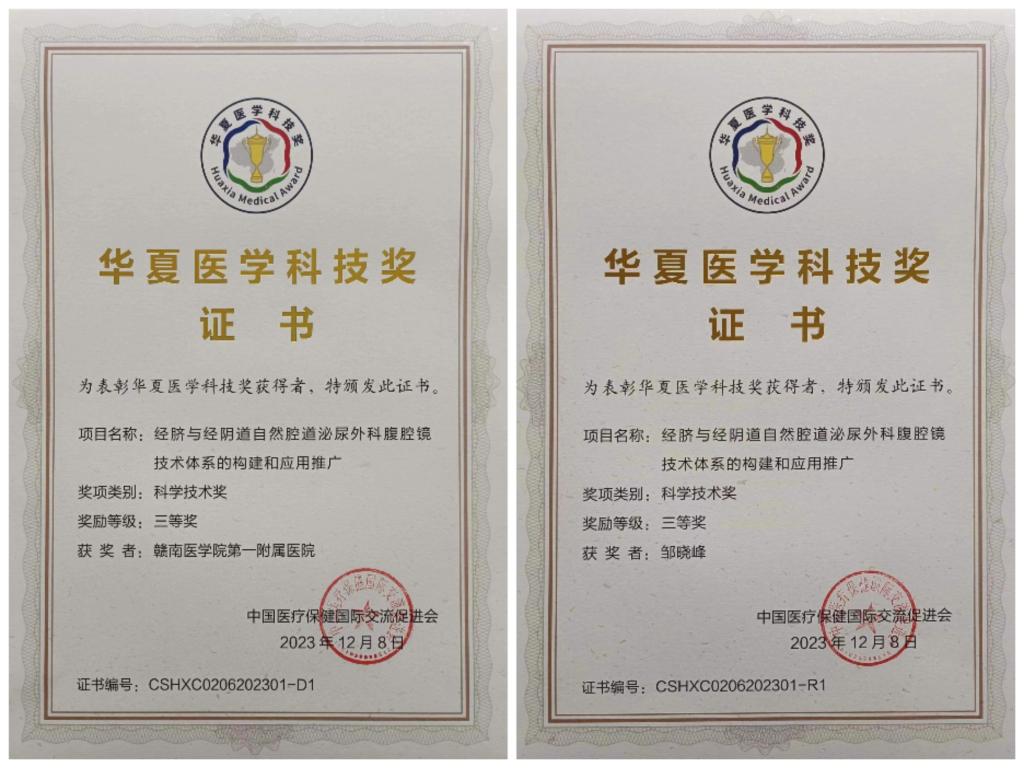 华夏医学科技奖
Huaxia Medical Award
华夏医学科技奖
证 书
为表彰华夏医学科技奖获得者，特颁发此证书。
项目名称：经脐与经阴道自然腔道泌尿外科腹腔镜
技术体系的构建和应用推广
奖项类别：科学技术奖
奖励等级：三等奖
获 奖 者：赣南医学院第一附属医院
中国医疗保健国际交流促进会
2023年12月8日
证书编号：CSHXC0206202301-D1
华夏医学科技奖
Huaxia Medical Award
华夏医学科技奖
证 书
为表彰华夏医学科技奖获得者，特颁发此证书。
项目名称：经脐与经阴道自然腔道泌尿外科腹腔镜
技术体系的构建和应用推广
奖项类别：科学技术奖
奖励等级：三等奖
获 奖 者：邹晓峰
中国医疗保健国际交流促进会
2023年12月8日
证书编号：CSHXC0206202301-R1